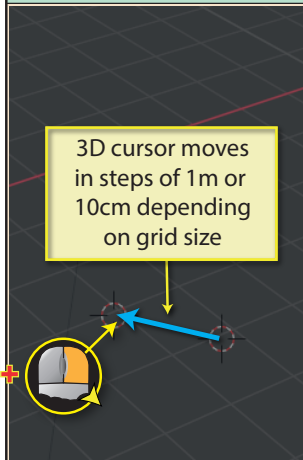 3D cursor moves
in steps of 1m or
10cm depending
on grid size